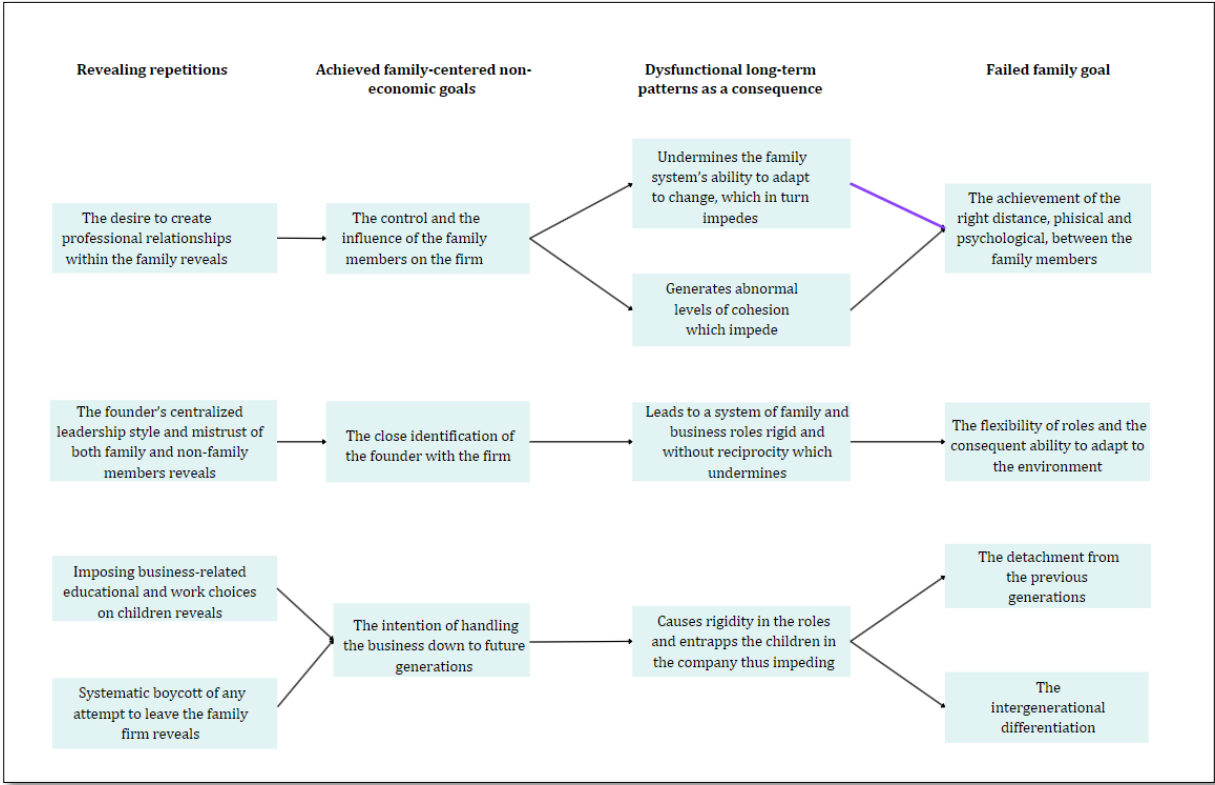 Revealing repetitions
Achieved family-centered non-
economic goals
Dysfunctional long-term
patterns as a consequence
Failed family goal
The desire to create
professional relationships
within the family reveals
The control and the
influence of the family
members on the firm
Undermines the family
system's ability to adapt
to change, which in turn
impedes
Generates abnormal
levels of cohesion
which impede
The achievement of the
right distance, phisical and
psychological, between the
family members
The founder's centralized
leadership style and mistrust of
both family and non-family
members reveals
The close identification of
the founder with the firm
Leads to a system of family and
business roles rigid and
without reciprocity which
undermines
The flexibility of roles and the
consequent ability to adapt to
the environment
Imposing business-related
educational and work choices
on children reveals
Systematic boycott of any
attempt to leave the family
firm reveals
The intention of handling
the business down to future
generations
Causes rigidity in the roles
and entrapps the children in
the company thus impeding
The detachment from
the previous
generations
The
intergenerational
differentiation